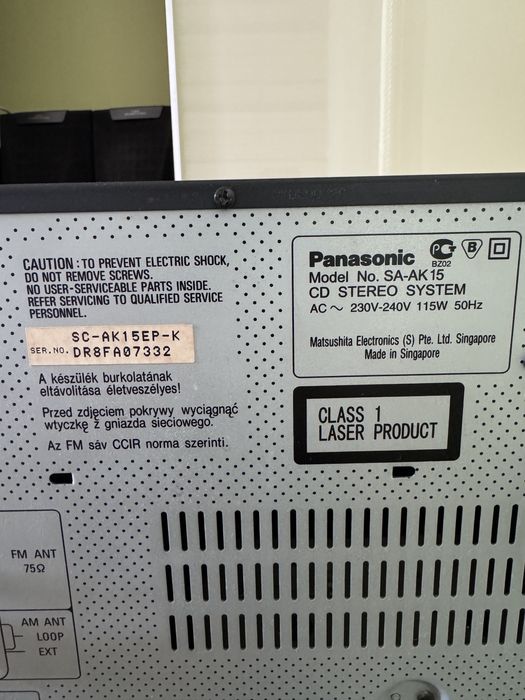 CAUTION : TO PREVENT ELECTRIC SHOCK,
DO NOT REMOVE SCREWS.
NO USER-SERVICEABLE PARTS INSIDE.
REFER SERVICING TO QUALIFIED SERVICE
PERSONNEL.
SC-AK15EP-K
SER.NO. DR8FA07332
A készülék burkolatának
eltávolitása életveszélyes!
Przed zdjęciem pokrywy wyciągnąć
wtyczkę ż gniazda sieciowego.
Az FM sáv CCIR norma szerinti.
Panasonic
BZ02
B
Model No. SA-AK15
CD STEREO SYSTEM
AC ~ 230V-240V 115W 50Hz
Matsushita Electronics (S) Pte. Ltd. Singapore
Made in Singapore
CLASS 1
LASER PRODUCT
FM ANT
75Ω
AM ANT
LOOP
EXT